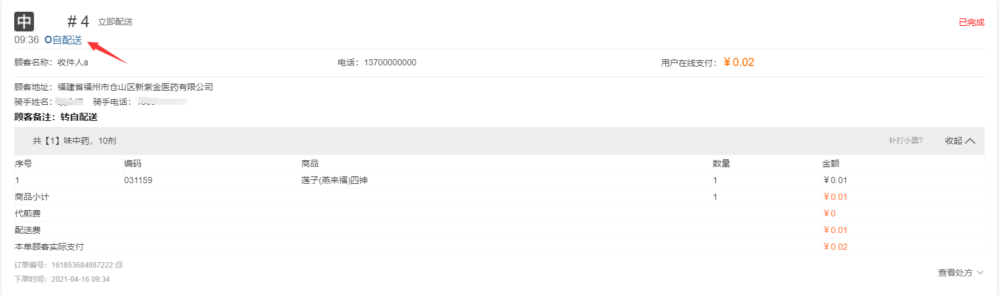 中 #4 立即配送 已完成
09:36 O自配送
顾客名称：收件人a 电话：13700000000 用户在线支付：￥0.02
顾客地址：福建省福州市仓山区新紫金医药有限公司
骑手姓名： 骑手电话：
顾客备注：转自配送
共【1】味中药，10剂 补打小票? 收起
序号 编码 商品 数量 金额
1 031159 莲子(燕来福)四神 1 ￥0.01
商品小计 1 ￥0.01
代煎费 ￥0
配送费 ￥0.01
本单顾客实际支付 ￥0.02
订单编号：161853684987222
下单时间：2021-04-16 09:34 查看处方